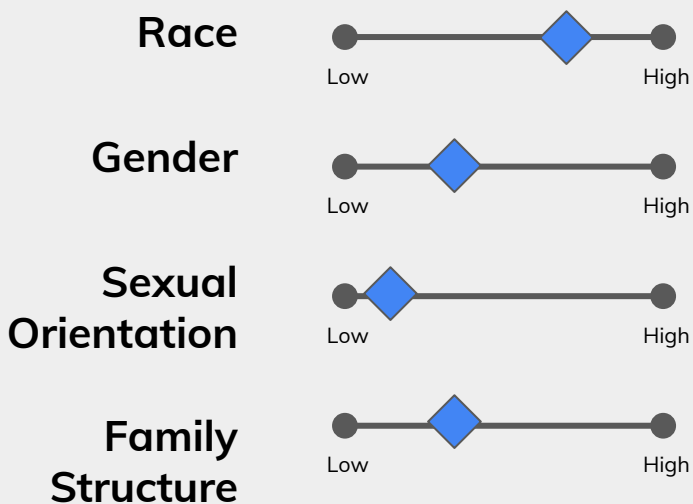 Race
Low High
Gender
Low High
Sexual
Orientation
Low High
Family
Structure
Low High